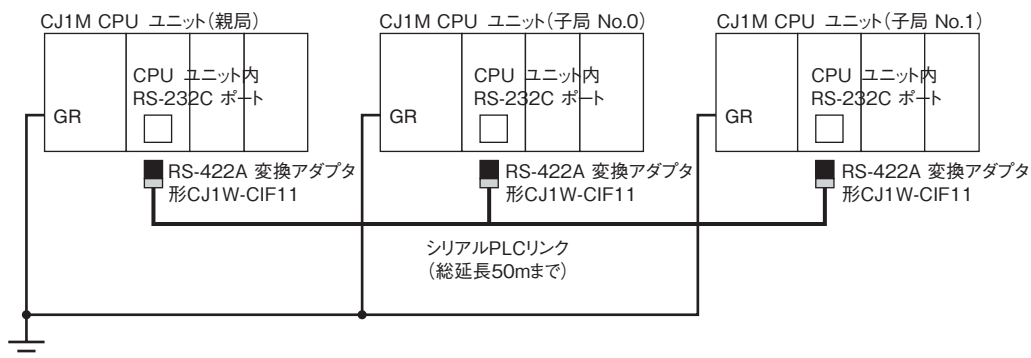 CJ1M CPU ユニット(親局)
CJ1M CPU ユニット(子局 No.0)
CJ1M CPU ユニット(子局 No.1)
CPU ユニット内
RS-232C ポート
GR
CPU ユニット内
RS-232C ポート
GR
CPU ユニット内
RS-232C ポート
GR
RS-422A 変換アダプタ
形CJ1W-CIF11
RS-422A 変換アダプタ
形CJ1W-CIF11
RS-422A 変換アダプタ
形CJ1W-CIF11
シリアルPLCリンク
(総延長50mまで)